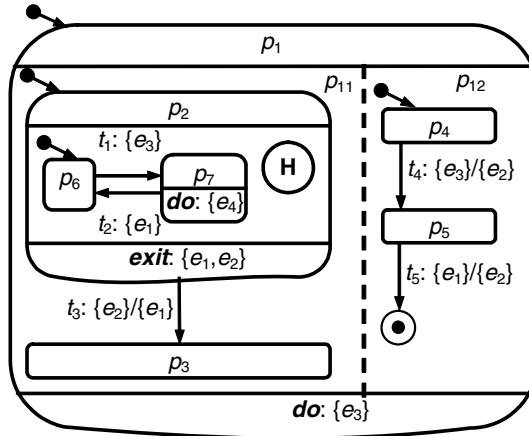 p₁
p₁₁
p₁₂
p₂
t₁: {e₃}
p₆
p₇
do: {e₄}
t₂: {e₁}
H
exit: {e₁,e₂}
t₃: {e₂}/{e₁}
p₃
p₄
t₄: {e₃}/{e₂}
p₅
t₅: {e₁}/{e₂}
do: {e₃}